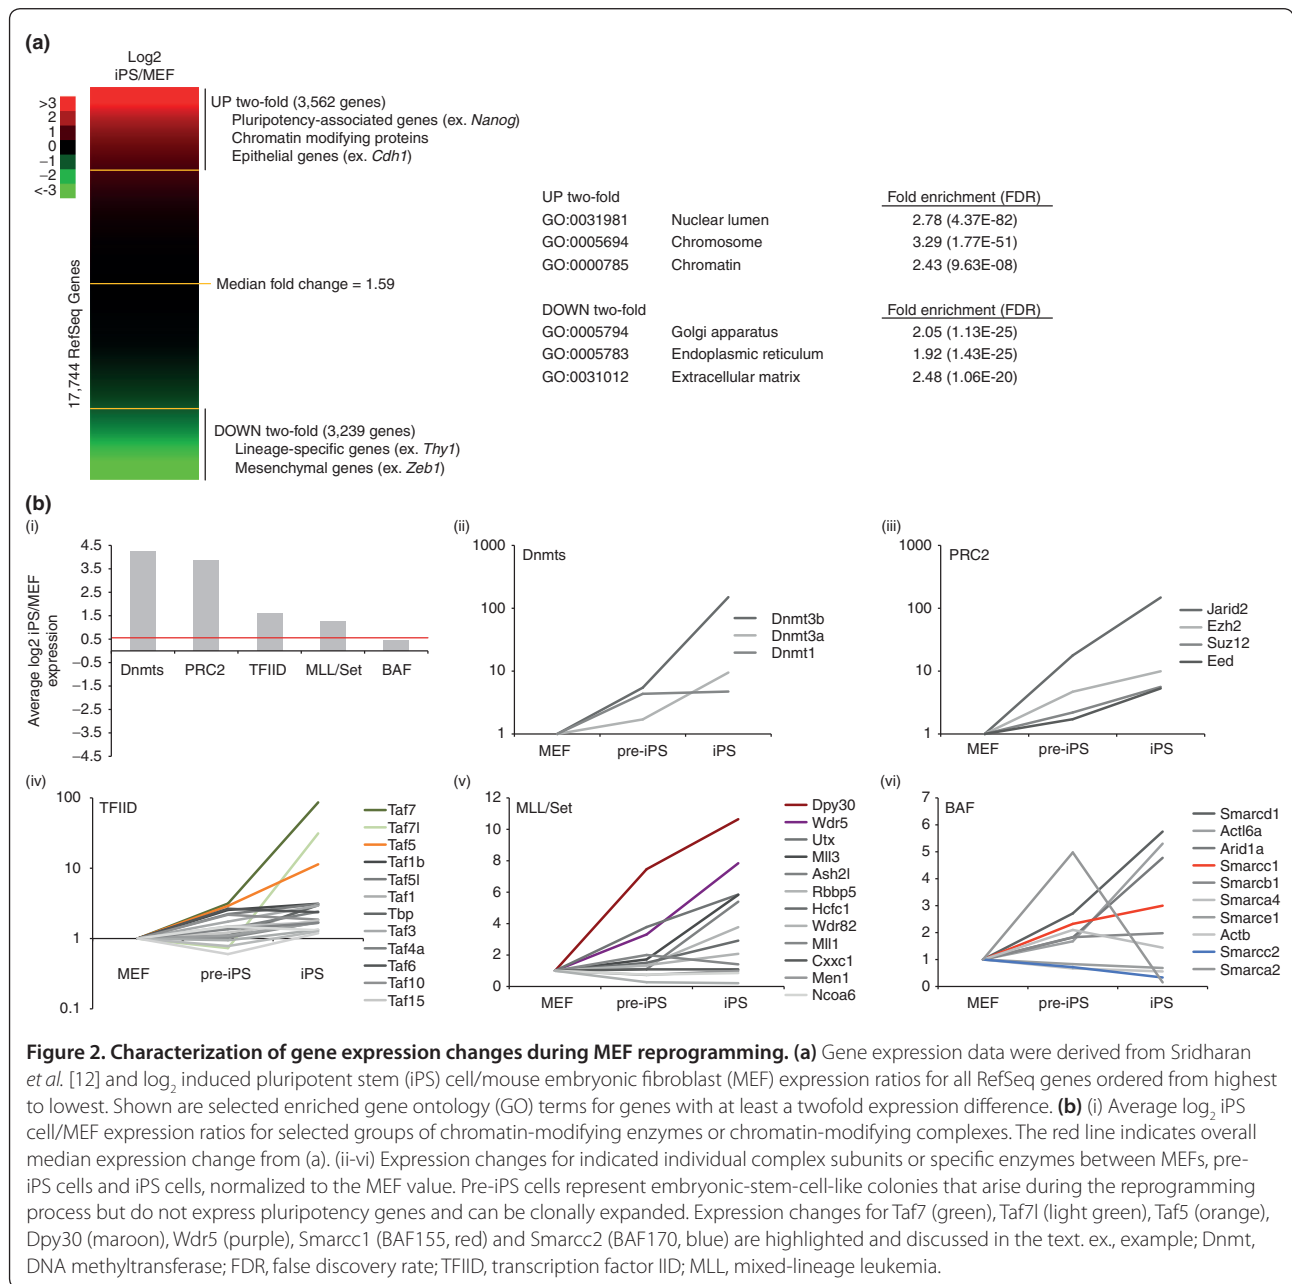 (a)
Log2
iPS/MEF
>3
2
1
0
−1
−2
<-3
17,744 RefSeq Genes
UP two-fold (3,562 genes)
Pluripotency-associated genes (ex. Nanog)
Chromatin modifying proteins
Epithelial genes (ex. Cdh1)
Median fold change = 1.59
DOWN two-fold (3,239 genes)
Lineage-specific genes (ex. Thy1)
Mesenchymal genes (ex. Zeb1)
UP two-fold Fold enrichment (FDR)
GO:0031981 Nuclear lumen 2.78 (4.37E-82)
GO:0005694 Chromosome 3.29 (1.77E-51)
GO:0000785 Chromatin 2.43 (9.63E-08)
DOWN two-fold Fold enrichment (FDR)
GO:0005794 Golgi apparatus 2.05 (1.13E-25)
GO:0005783 Endoplasmic reticulum 1.92 (1.43E-25)
GO:0031012 Extracellular matrix 2.48 (1.06E-20)
(b)
(i)
Average log2 iPS/MEF
expression
4.5
3.5
2.5
1.5
0.5
−0.5
−1.5
−2.5
−3.5
−4.5
Dnmts PRC2 TFIID MLL/Set BAF
(ii)
Dnmts
1000
100
10
1
MEF pre-iPS iPS
Dnmt3b
Dnmt3a
Dnmt1
(iii)
PRC2
1000
100
10
1
MEF pre-iPS iPS
Jarid2
Ezh2
Suz12
Eed
(iv)
TFIID
100
10
1
0.1
MEF pre-iPS iPS
Taf7
Taf7l
Taf5
Taf1b
Taf5l
Taf1
Tbp
Taf3
Taf4a
Taf6
Taf10
Taf15
(v)
MLL/Set
12
10
8
6
4
2
0
MEF pre-iPS iPS
Dpy30
Wdr5
Utx
Mll3
Ash2l
Rbbp5
Hcfc1
Wdr82
Mll1
Cxxc1
Men1
Ncoa6
(vi)
BAF
7
6
5
4
3
2
1
0
MEF pre-iPS iPS
Smarcd1
Actl6a
Arid1a
Smarcc1
Smarcb1
Smarca4
Smarce1
Actb
Smarcc2
Smarca2
Figure 2. Characterization of gene expression changes during MEF reprogramming. (a) Gene expression data were derived from Sridharan
et al. [12] and log2 induced pluripotent stem (iPS) cell/mouse embryonic fibroblast (MEF) expression ratios for all RefSeq genes ordered from highest
to lowest. Shown are selected enriched gene ontology (GO) terms for genes with at least a twofold expression difference. (b) (i) Average log2 iPS
cell/MEF expression ratios for selected groups of chromatin-modifying enzymes or chromatin-modifying complexes. The red line indicates overall
median expression change from (a). (ii-vi) Expression changes for indicated individual complex subunits or specific enzymes between MEFs, pre-
iPS cells and iPS cells, normalized to the MEF value. Pre-iPS cells represent embryonic-stem-cell-like colonies that arise during the reprogramming
process but do not express pluripotency genes and can be clonally expanded. Expression changes for Taf7 (green), Taf7l (light green), Taf5 (orange),
Dpy30 (maroon), Wdr5 (purple), Smarcc1 (BAF155, red) and Smarcc2 (BAF170, blue) are highlighted and discussed in the text. ex., example; Dnmt,
DNA methyltransferase; FDR, false discovery rate; TFIID, transcription factor IID; MLL, mixed-lineage leukemia.